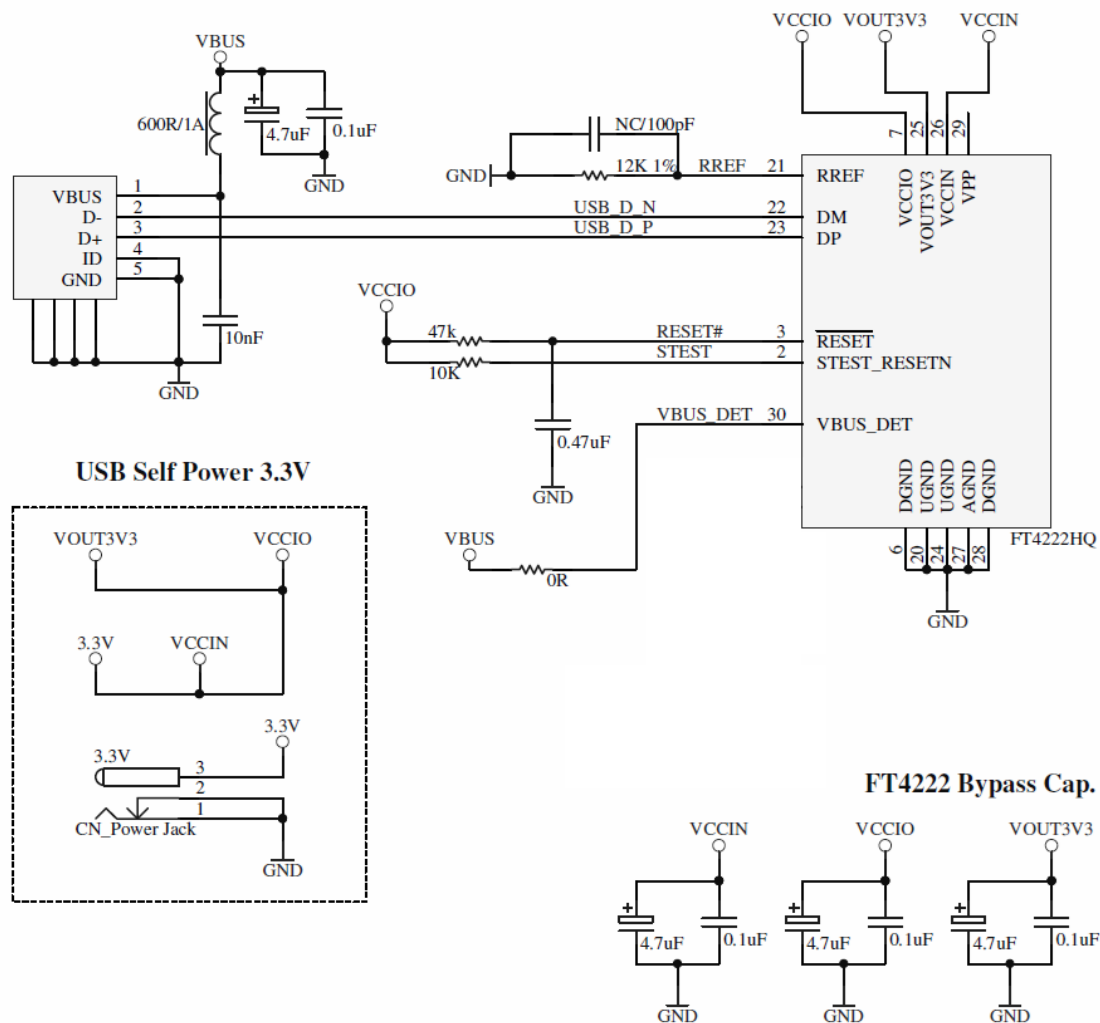 VBUS
600R/1A
4.7uF
0.1uF
GND
VBUS
D-
D+
ID
GND
1
2
3
4
5
10nF
GND
VCCIO
VOUT3V3
VCCIN
7
25
26
29
NC/100pF
GND
12K 1%
RREF
21
RREF
USB_D_N
22
DM
USB_D_P
23
DP
VCCIO
VOUT3V3
VCCIN
VPP
VCCIO
47k
RESET#
3
RESET
10K
STEST
2
STEST_RESETN
0.47uF
GND
VBUS_DET
30
VBUS_DET
VBUS
0R
DGND
UGND
UGND
AGND
DGND
FT4222HQ
6
20
24
27
28
GND
USB Self Power 3.3V
VOUT3V3
VCCIO
3.3V
VCCIN
3.3V
3.3V
3
2
1
CN_Power Jack
GND
FT4222 Bypass Cap.
VCCIN
4.7uF
0.1uF
GND
VCCIO
4.7uF
0.1uF
GND
VOUT3V3
4.7uF
0.1uF
GND